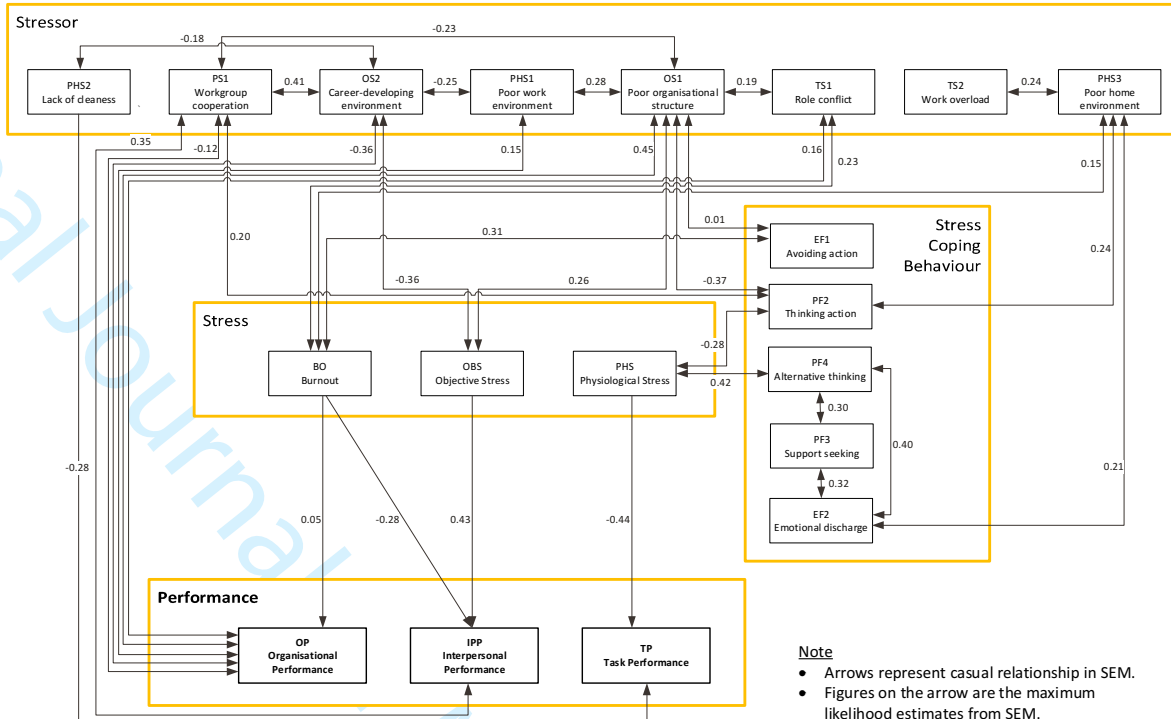 Stressor
-0.18
-0.23
PHS2
Lack of cleaness
PS1
Workgroup
cooperation
0.41
OS2
Career-developing
environment
-0.25
PHS1
Poor work
environment
0.28
OS1
Poor organisational
structure
0.19
TS1
Role conflict
TS2
Work overload
0.24
PHS3
Poor home
environment
0.35
-0.12
-0.36
0.15
0.45
0.16
0.23
0.15
0.20
0.31
-0.36
0.26
0.01
-0.37
0.24
Stress
Coping
Behaviour
EF1
Avoiding action
PF2
Thinking action
PF4
Alternative thinking
0.30
PF3
Support seeking
0.32
EF2
Emotional discharge
0.40
0.21
Stress
BO
Burnout
OBS
Objective Stress
PHS
Physiological Stress
-0.28
0.42
-0.28
0.05
-0.28
0.43
-0.44
Performance
OP
Organisational
Performance
IPP
Interpersonal
Performance
TP
Task Performance
Note
• Arrows represent casual relationship in SEM.
• Figures on the arrow are the maximum
likelihood estimates from SEM.
nal Journal